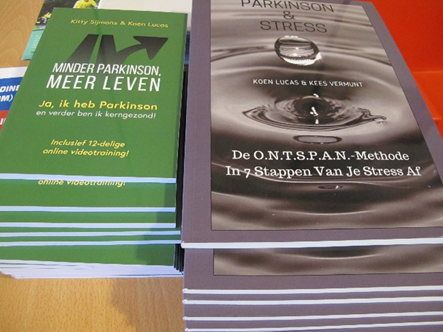 Kitty Sijmons & Koen Lucas
MINDER PARKINSON,
MEER LEVEN
Ja, ik heb Parkinson
en verder ben ik kerngezond!
Inclusief 12-delige
online videotraining!
online videotraining!
PARKINSON
&
STRESS
KOEN LUCAS & KEES VERMUNT
De O.N.T.S.P.A.N.-Methode
In 7 Stappen Van Je Stress Af